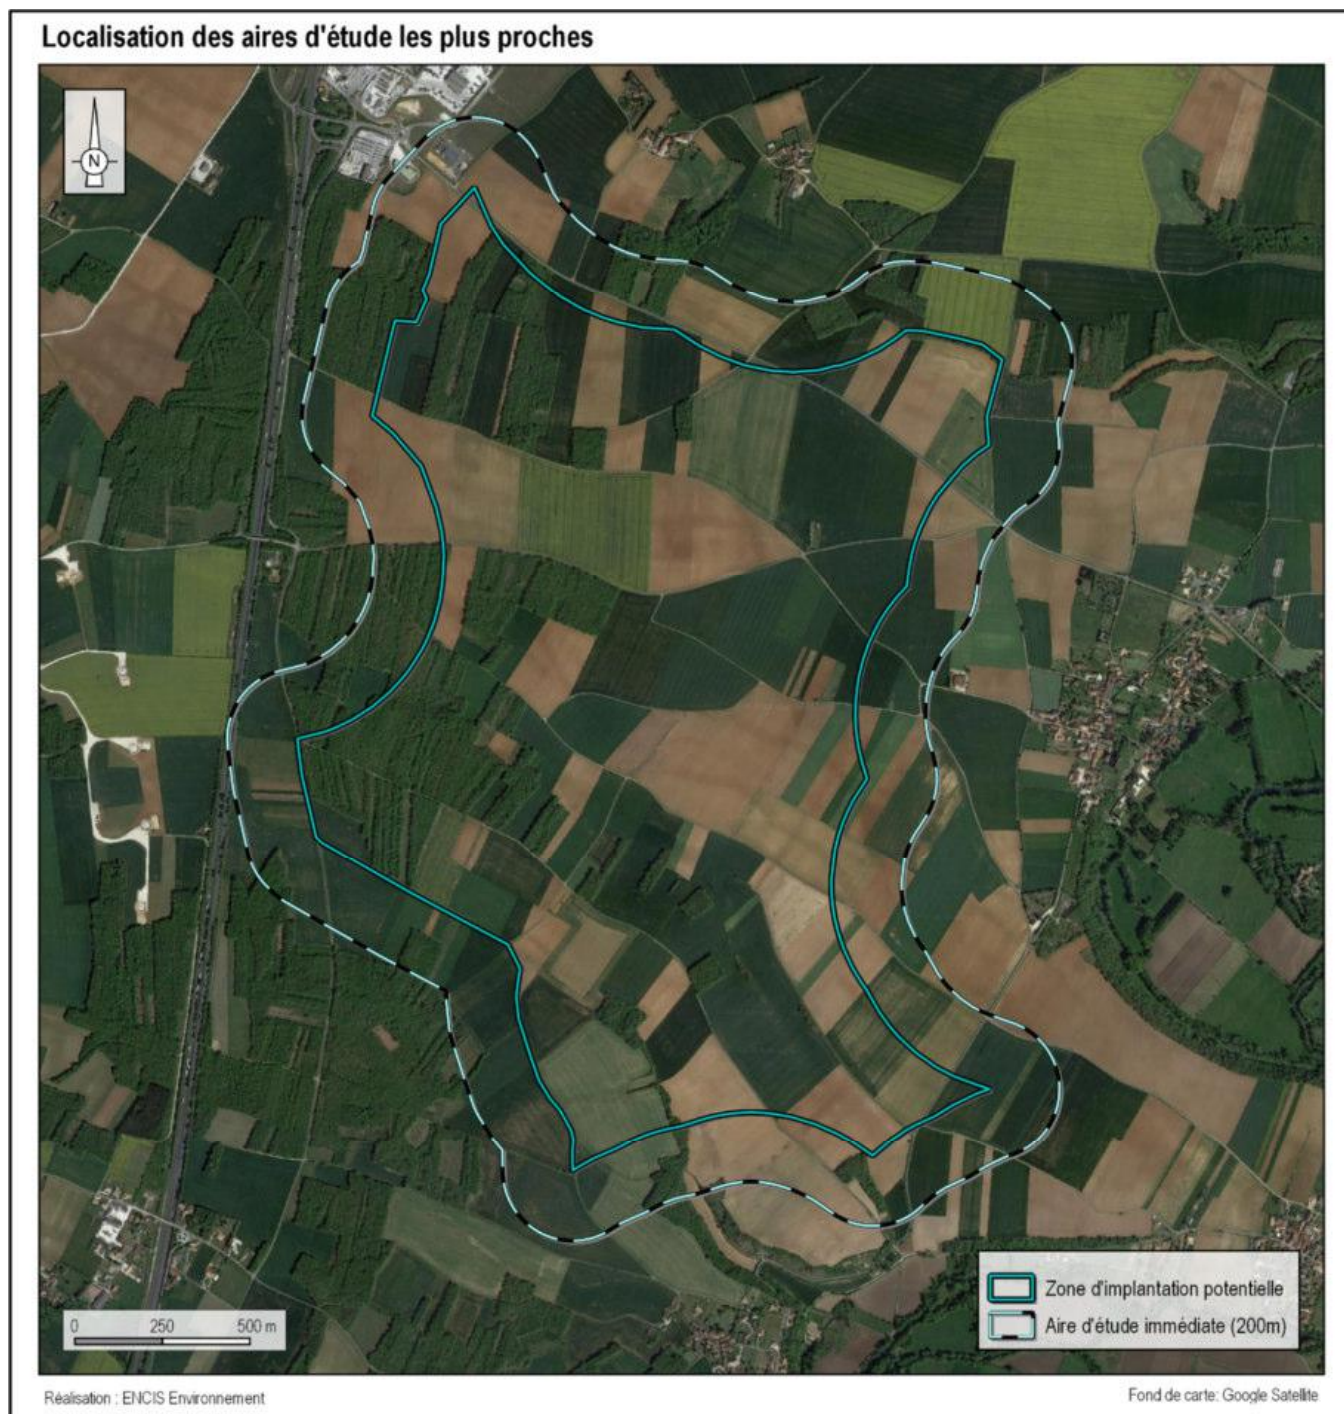 Localisation des aires d'étude les plus proches
N
Zone d'implantation potentielle
Aire d'étude immédiate (200m)
0 250 500 m
Réalisation : ENCIS Environnement
Fond de carte: Google Satellite